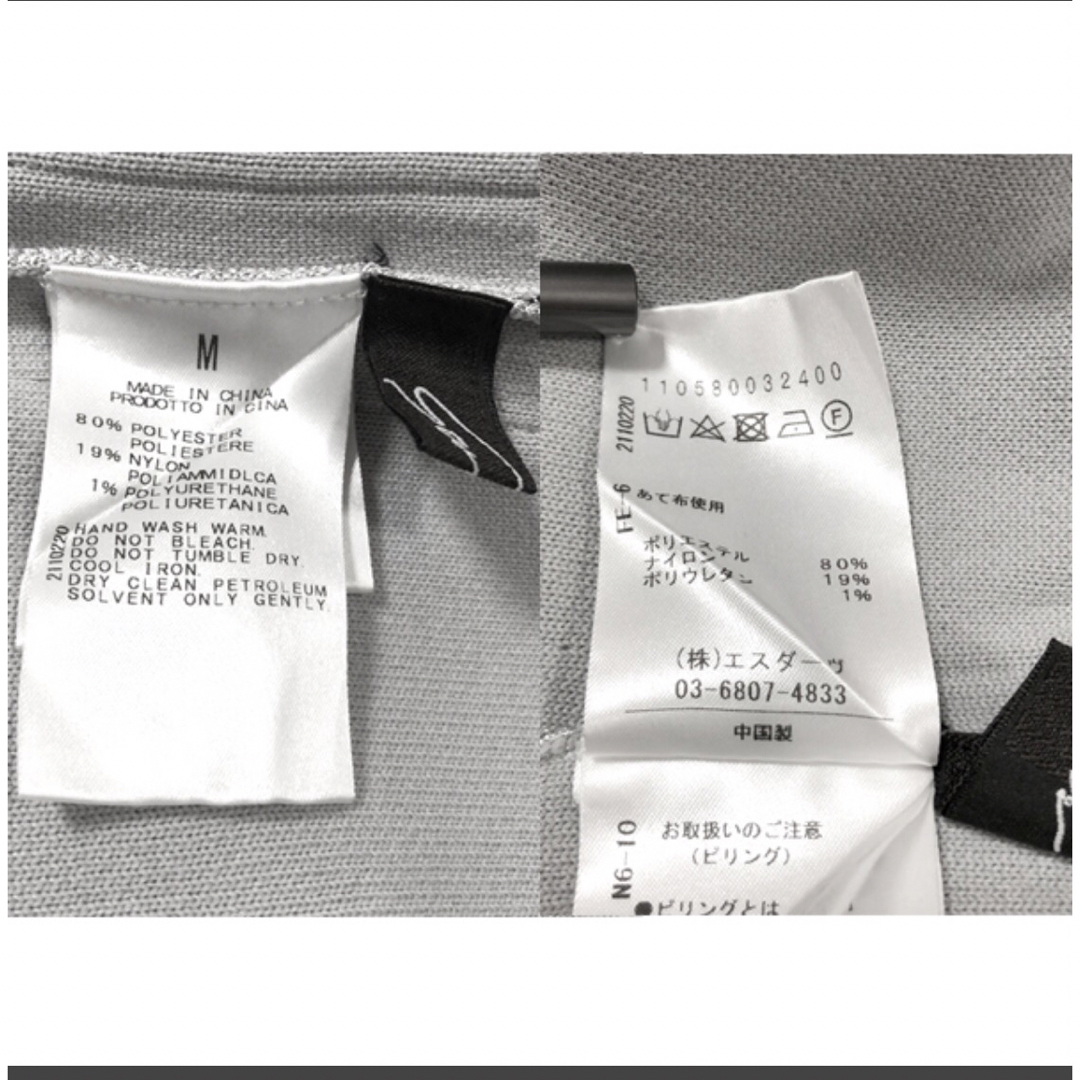 M
MADE IN CHINA
PRODOTTO IN CINA
80% POLYESTER
POLIESTERE
19% NYLON
POLIAMMIDLCA
1% POLYURETHANE
POLIURETANICA
HAND WASH WARM.
DO NOT BLEACH.
DO NOT TUMBLE DRY.
COOL IRON.
DRY CLEAN PETROLEUM
SOLVENT ONLY GENTLY.
2110220
110580032400
2110220
F
FE-6
あて布使用
ポリエステル 80%
ナイロン 19%
ポリウレタン 1%
(株)エスダーツ
03-6807-4833
中国製
N6-10
お取扱いのご注意
(ピリング)
●ピリングとは